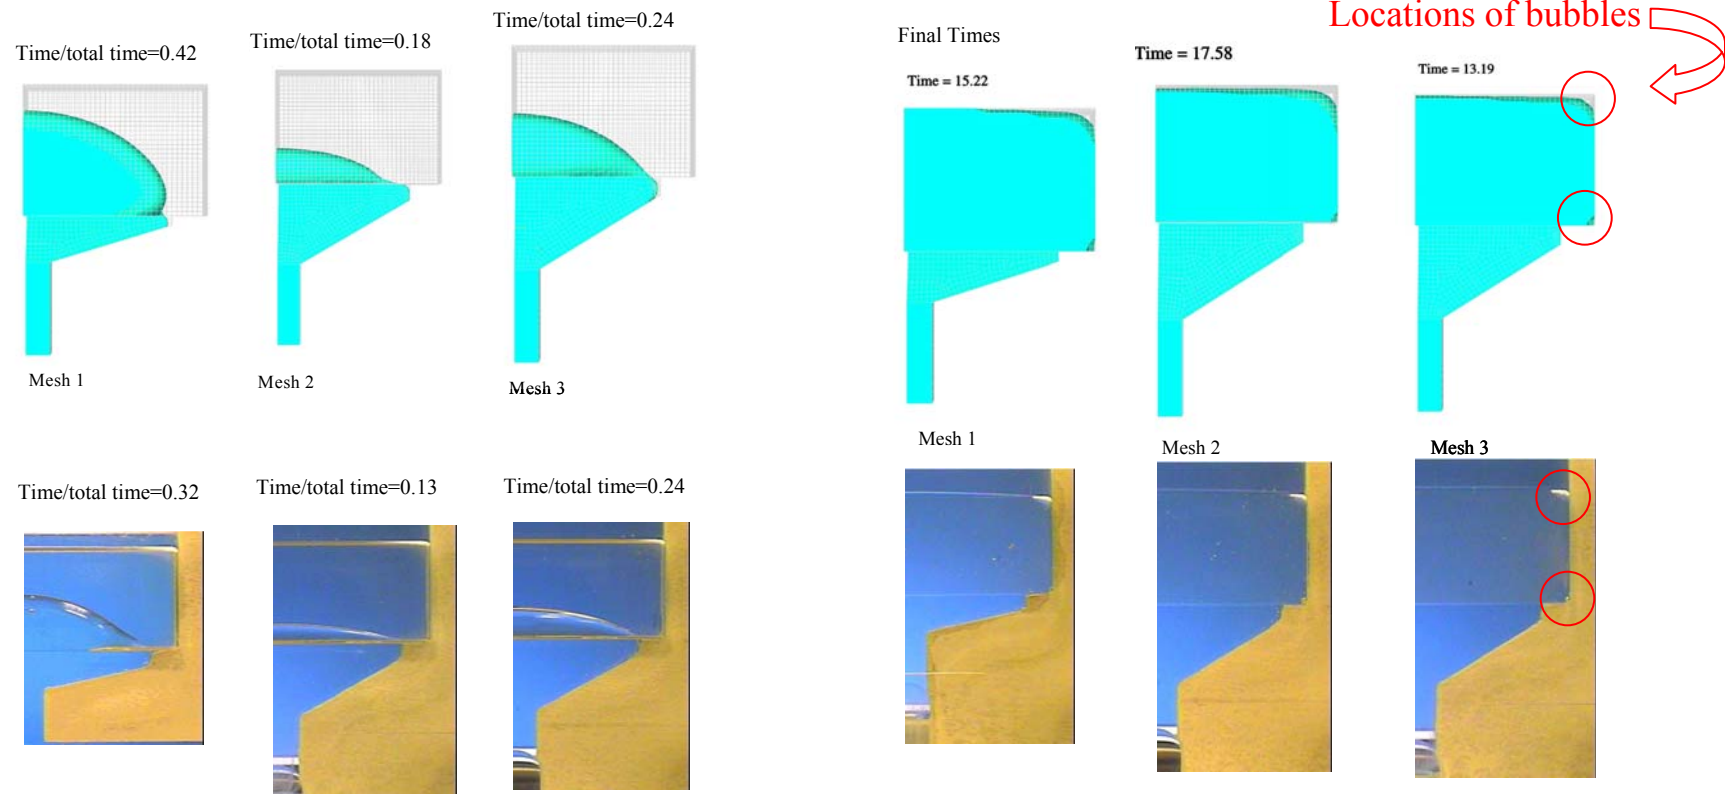 Locations of bubbles
Time/total time=0.42
Time/total time=0.18
Time/total time=0.24
Final Times
Time = 15.22
Time = 17.58
Time = 13.19
Mesh 1
Mesh 2
Mesh 3
Mesh 1
Mesh 2
Mesh 3
Time/total time=0.32
Time/total time=0.13
Time/total time=0.24